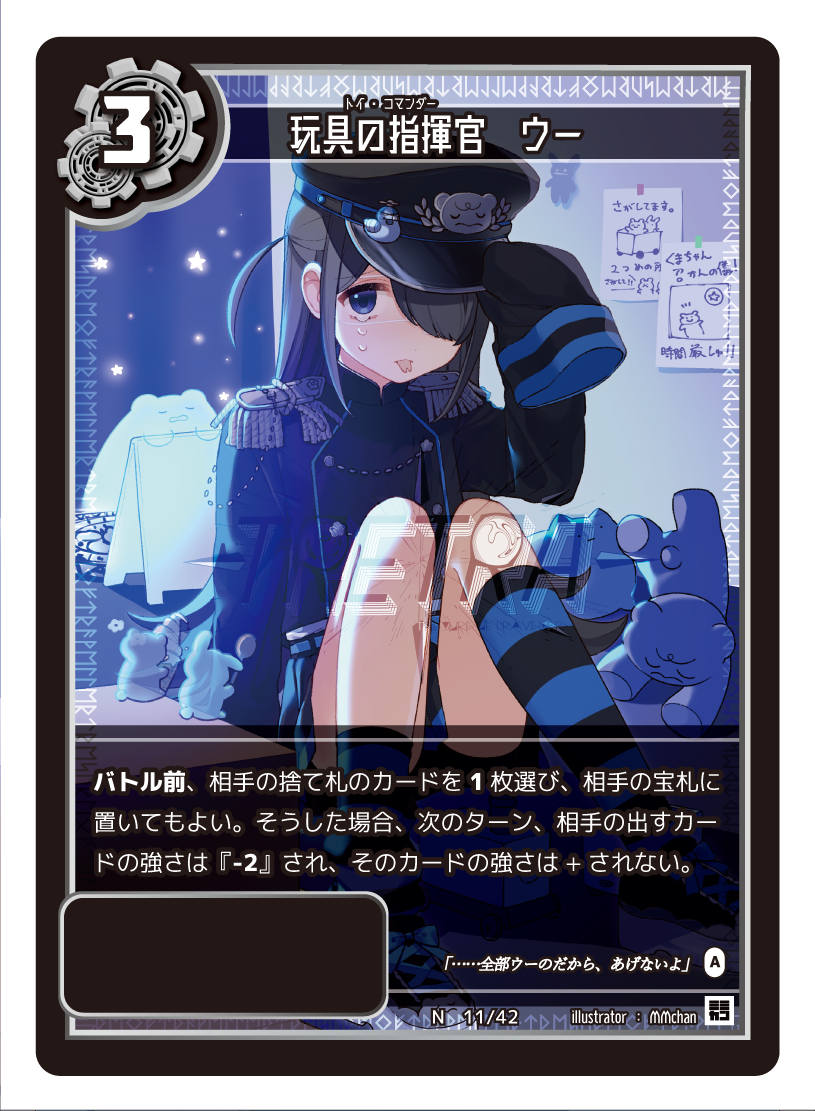 3
トイ・コマンダー
玩具の指揮官　ウー
さがしてます。
くまちゃん
時間厳しゅ!!
バトル前、相手の捨て札のカードを 1 枚選び、相手の宝札に
置いてもよい。そうした場合、次のターン、相手の出すカー
ドの強さは『-2』され、そのカードの強さは + されない。
「……全部ウーのだから、あげないよ」
A
N 11/42
illustrator : MMchan